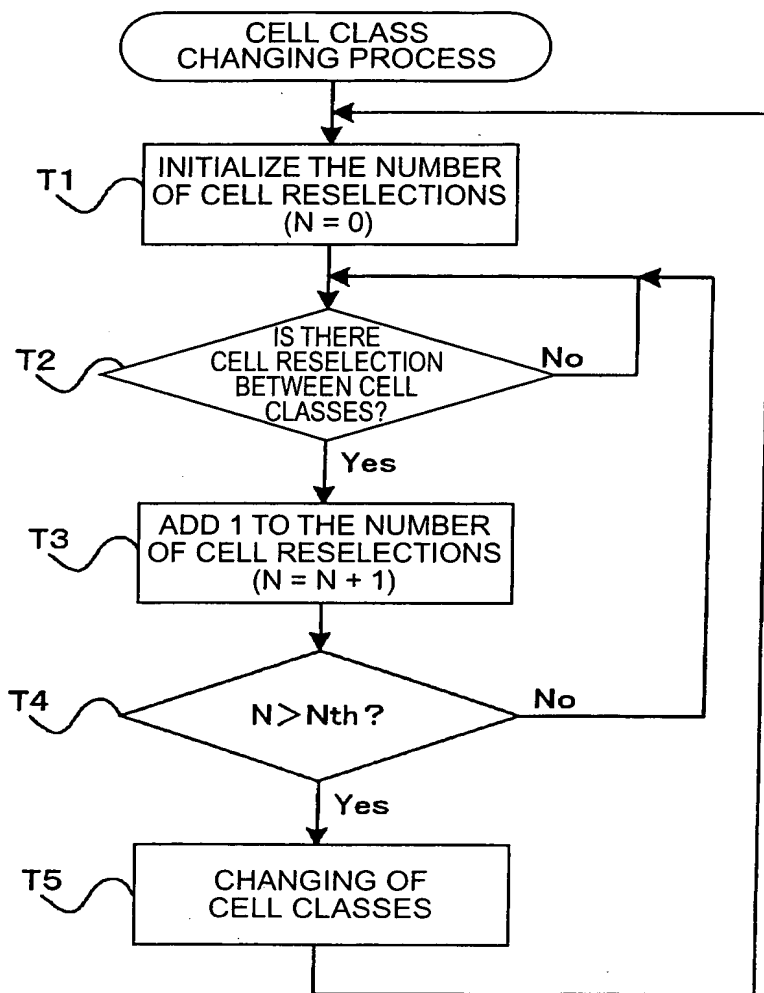 CELL CLASS
CHANGING PROCESS
T1
INITIALIZE THE NUMBER
OF CELL RESELECTIONS
(N = 0)
T2
IS THERE
CELL RESELECTION
BETWEEN CELL
CLASSES?
No
Yes
T3
ADD 1 TO THE NUMBER
OF CELL RESELECTIONS
(N = N + 1)
T4
N>Nth?
No
Yes
T5
CHANGING OF
CELL CLASSES